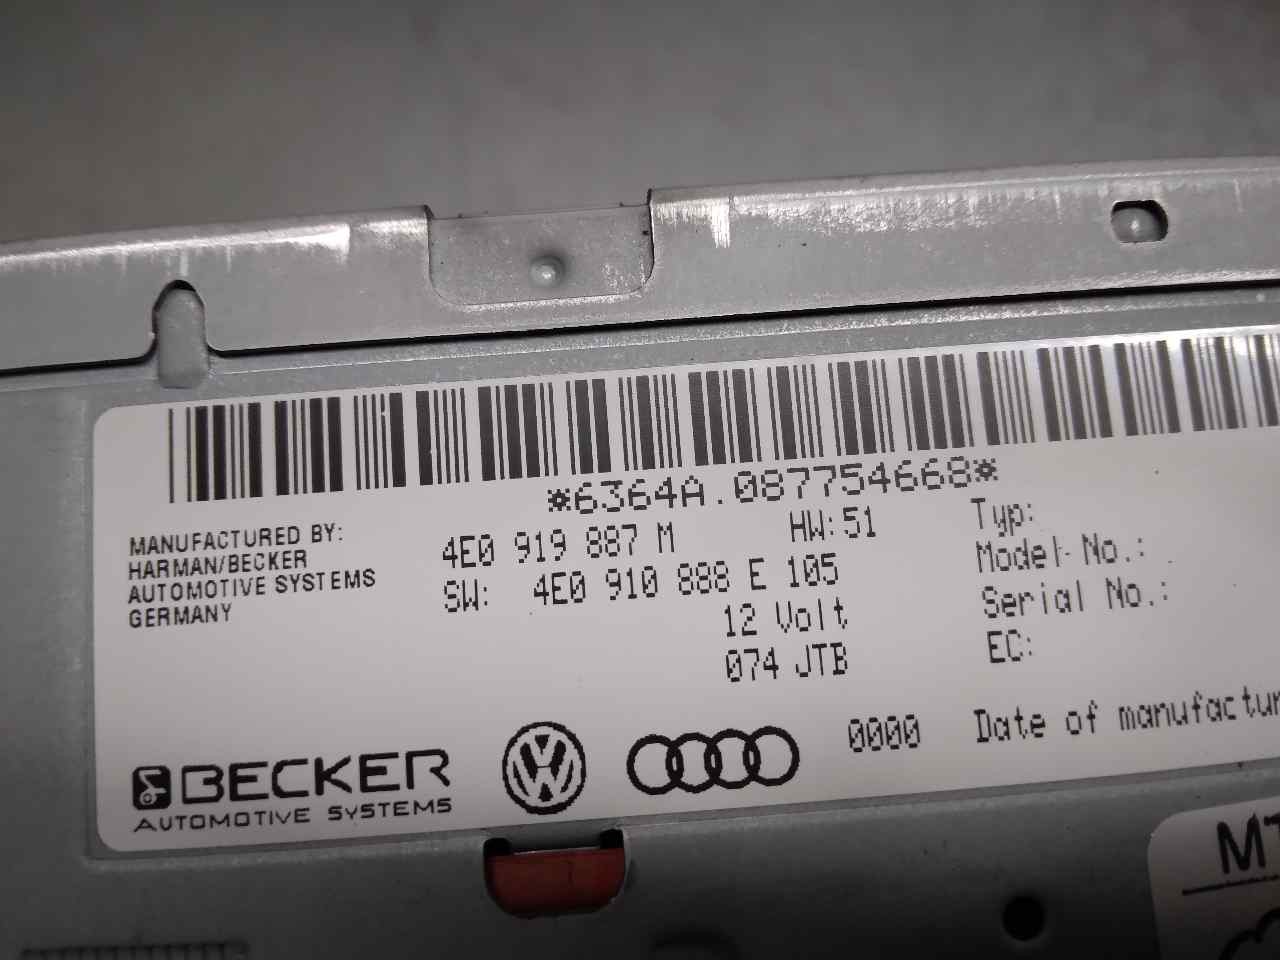 *6364A.087754668*
MANUFACTURED BY:
HARMAN/BECKER
AUTOMOTIVE SYSTEMS
GERMANY
4E0 919 887 M HW:51
SW: 4E0 910 888 E 105
12 Volt
074 JTB
Typ:
Model-No.:
Serial No.:
EC:
0000 Date of manufactur
BECKER
AUTOMOTIVE SYSTEMS